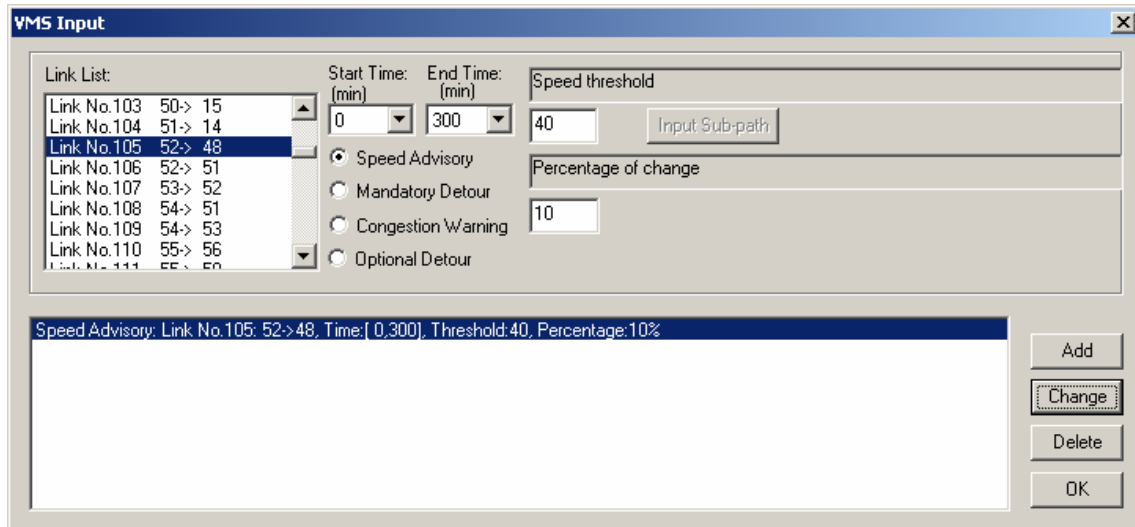 VMS Input
Link List:
Start Time:
(min)
End Time:
(min)
Link No.103 50-> 15
Link No.104 51-> 14
Link No.105 52-> 48
Link No.106 52-> 51
Link No.107 53-> 52
Link No.108 54-> 51
Link No.109 54-> 53
Link No.110 55-> 56
0
300
Speed Advisory
Mandatory Detour
Congestion Warning
Optional Detour
Speed threshold
40
Input Sub-path
Percentage of change
10
Speed Advisory: Link No.105: 52->48, Time:[ 0,300], Threshold:40, Percentage:10%
Add
Change
Delete
OK